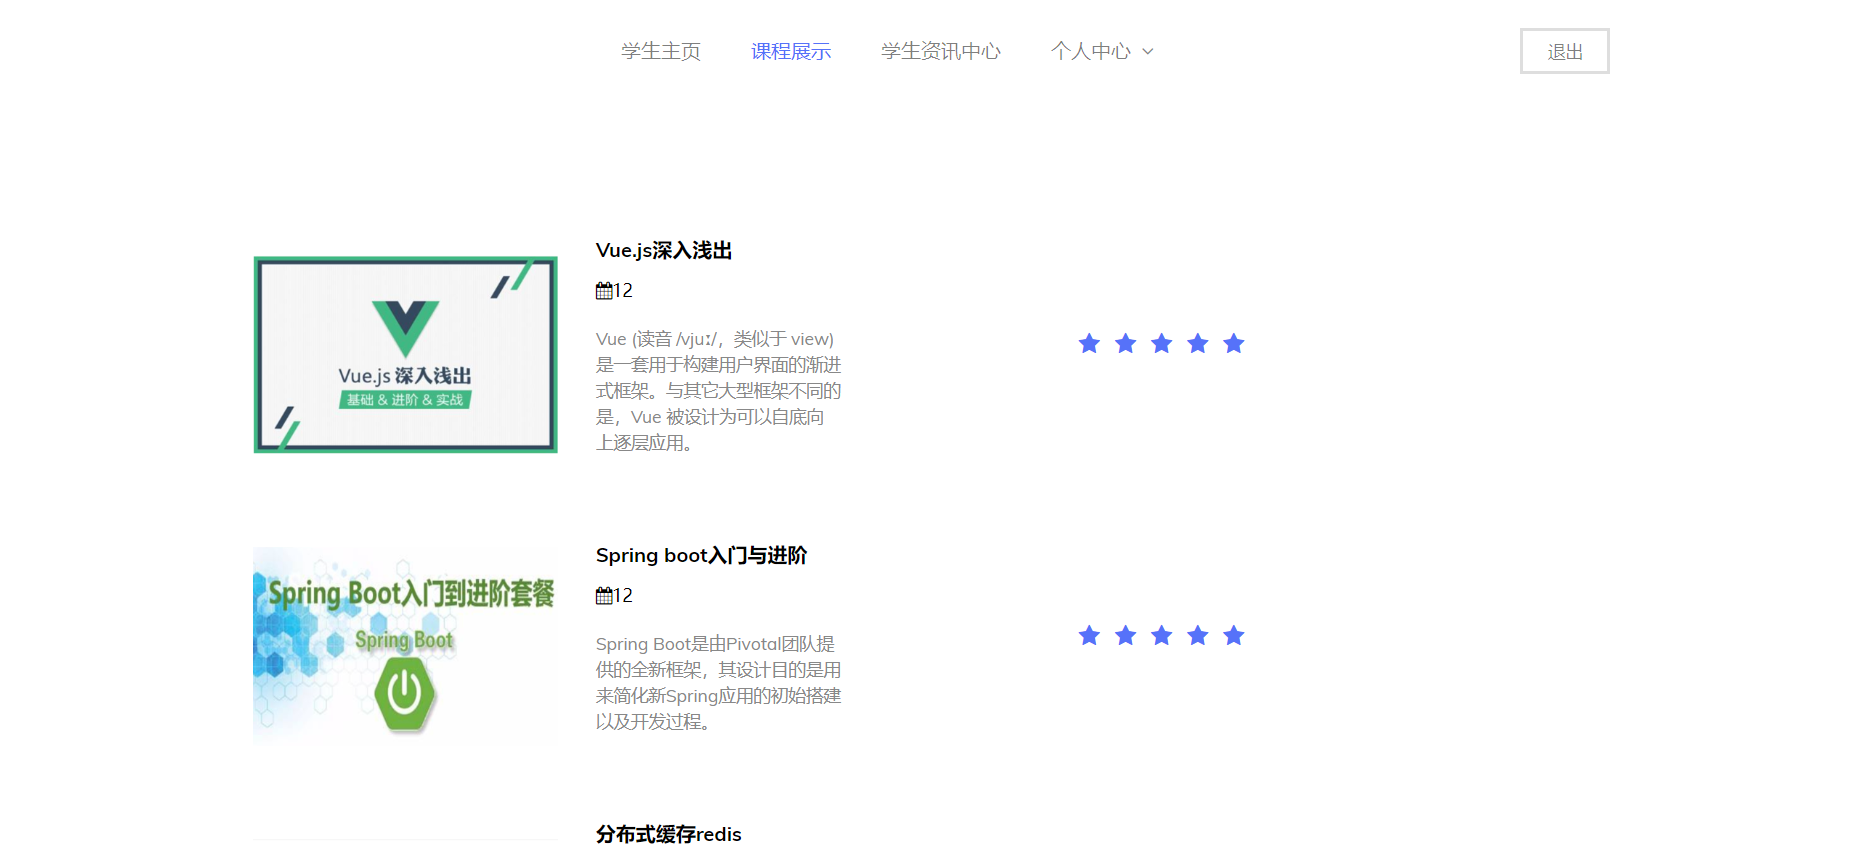 学生主页
课程展示
学生资讯中心
个人中心
退出
Vue.js 深入浅出
基础 & 进阶 & 实战
Vue.js深入浅出
12
Vue (读音 /vjuː/，类似于 view)
是一套用于构建用户界面的渐进
式框架。与其它大型框架不同的
是，Vue 被设计为可以自底向
上逐层应用。
Spring Boot入门到进阶套餐
Spring Boot
Spring boot入门与进阶
12
Spring Boot是由Pivotal团队提
供的全新框架，其设计目的是用
来简化新Spring应用的初始搭建
以及开发过程。
分布式缓存redis